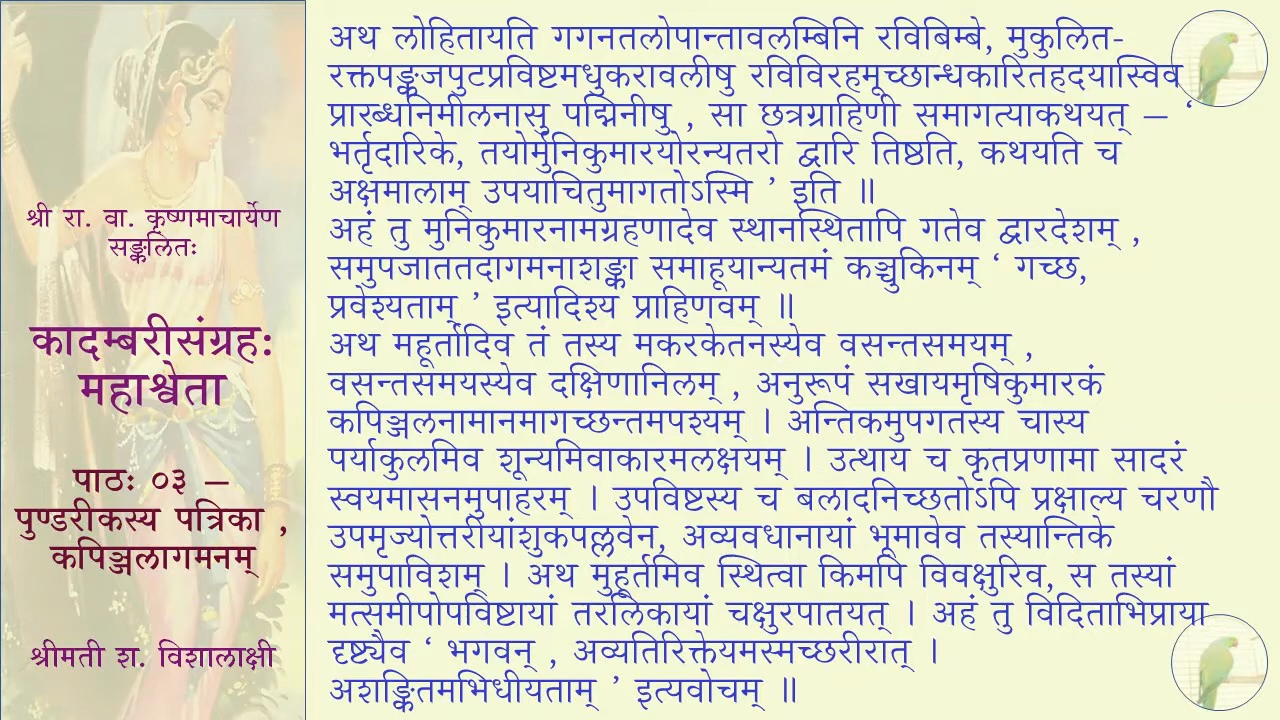 श्री रा. वा. कृष्णमाचार्येण
सङ्कलितः
कादम्बरीसंग्रहः
महाश्वेता
पाठः ०३ –
पुण्डरीकस्य पत्रिका ,
कपिञ्जलागमनम्
श्रीमती श. विशालाक्षी
अथ लोहितायति गगनतलोपान्तावलम्बिनि रविबिम्बे, मुकुलित-
रक्तपङ्कजपुटप्रविष्टमधुकरावलीषु रविविरहमूच्छान्धकारितहदयास्विव
प्रारब्धनिमीलनासु पद्मिनीषु , सा छत्रग्राहिणी समागत्याकथयत् – ‘
भर्तृदारिके, तयोर्मुनिकुमारयोरन्यतरो द्वारि तिष्ठति, कथयति च
अक्षमालाम् उपयाचितुमागतोऽस्मि ’ इति ॥
अहं तु मुनिकुमारनामग्रहणादेव स्थानस्थितापि गतेव द्वारदेशम् ,
समुपजाततदागमनाशङ्का समाहूयान्यतमं कञ्चुकिनम् ‘ गच्छ,
प्रवेश्यताम् ’ इत्यादिश्य प्राहिणवम् ॥
अथ महूर्तादिव तं तस्य मकरकेतनस्येव वसन्तसमयम् ,
वसन्तसमयस्येव दक्षिणानिलम् , अनुरूपं सखायमृषिकुमारकं
कपिञ्जलनामानमागच्छन्तमपश्यम् । अन्तिकमुपगतस्य चास्य
पर्याकुलमिव शून्यमिवाकारमलक्षयम् । उत्थाय च कृतप्रणामा सादरं
स्वयमासनमुपाहरम् । उपविष्टस्य च बलादनिच्छतोऽपि प्रक्षाल्य चरणौ
उपमृज्योत्तरीयांशुकपल्लवेन, अव्यवधानायां भूमावेव तस्यान्तिके
समुपाविशम् । अथ मुहूर्तमिव स्थित्वा किमपि विवक्षुरिव, स तस्यां
मत्समीपोपविष्टायां तरलिकायां चक्षुरपातयत् । अहं तु विदिताभिप्राया
दृष्ट्यैव ‘ भगवन् , अव्यतिरिक्तेयमस्मच्छरीरात् ।
अशङ्कितमभिधीयताम् ’ इत्यवोचम् ॥